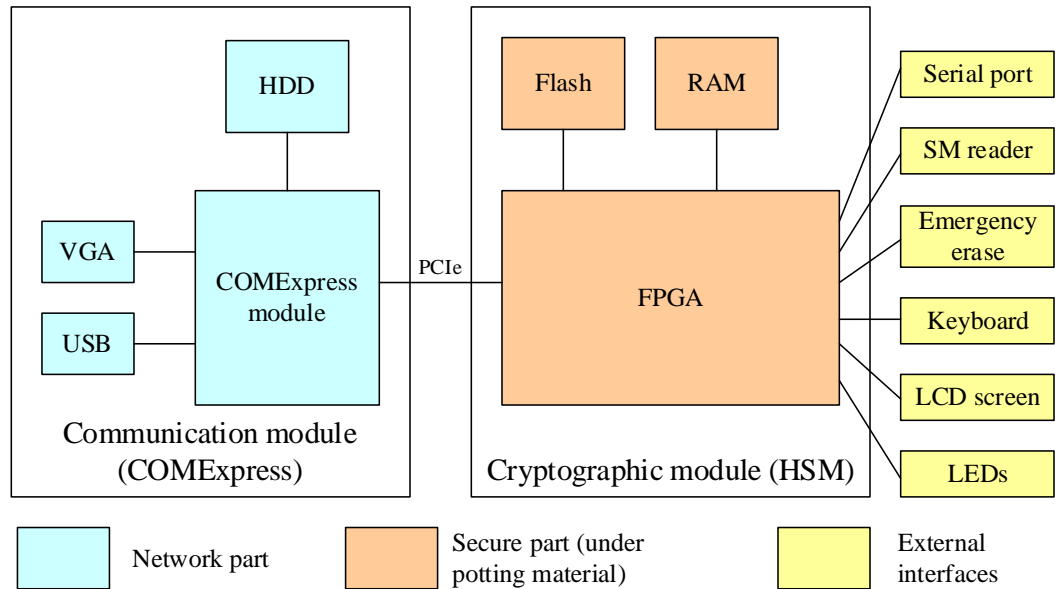 HDD
VGA
USB
COMExpress
module
Communication module
(COMExpress)
PCIe
Flash
RAM
FPGA
Cryptographic module (HSM)
Serial port
SM reader
Emergency
erase
Keyboard
LCD screen
LEDs
Network part
Secure part (under
potting material)
External
interfaces